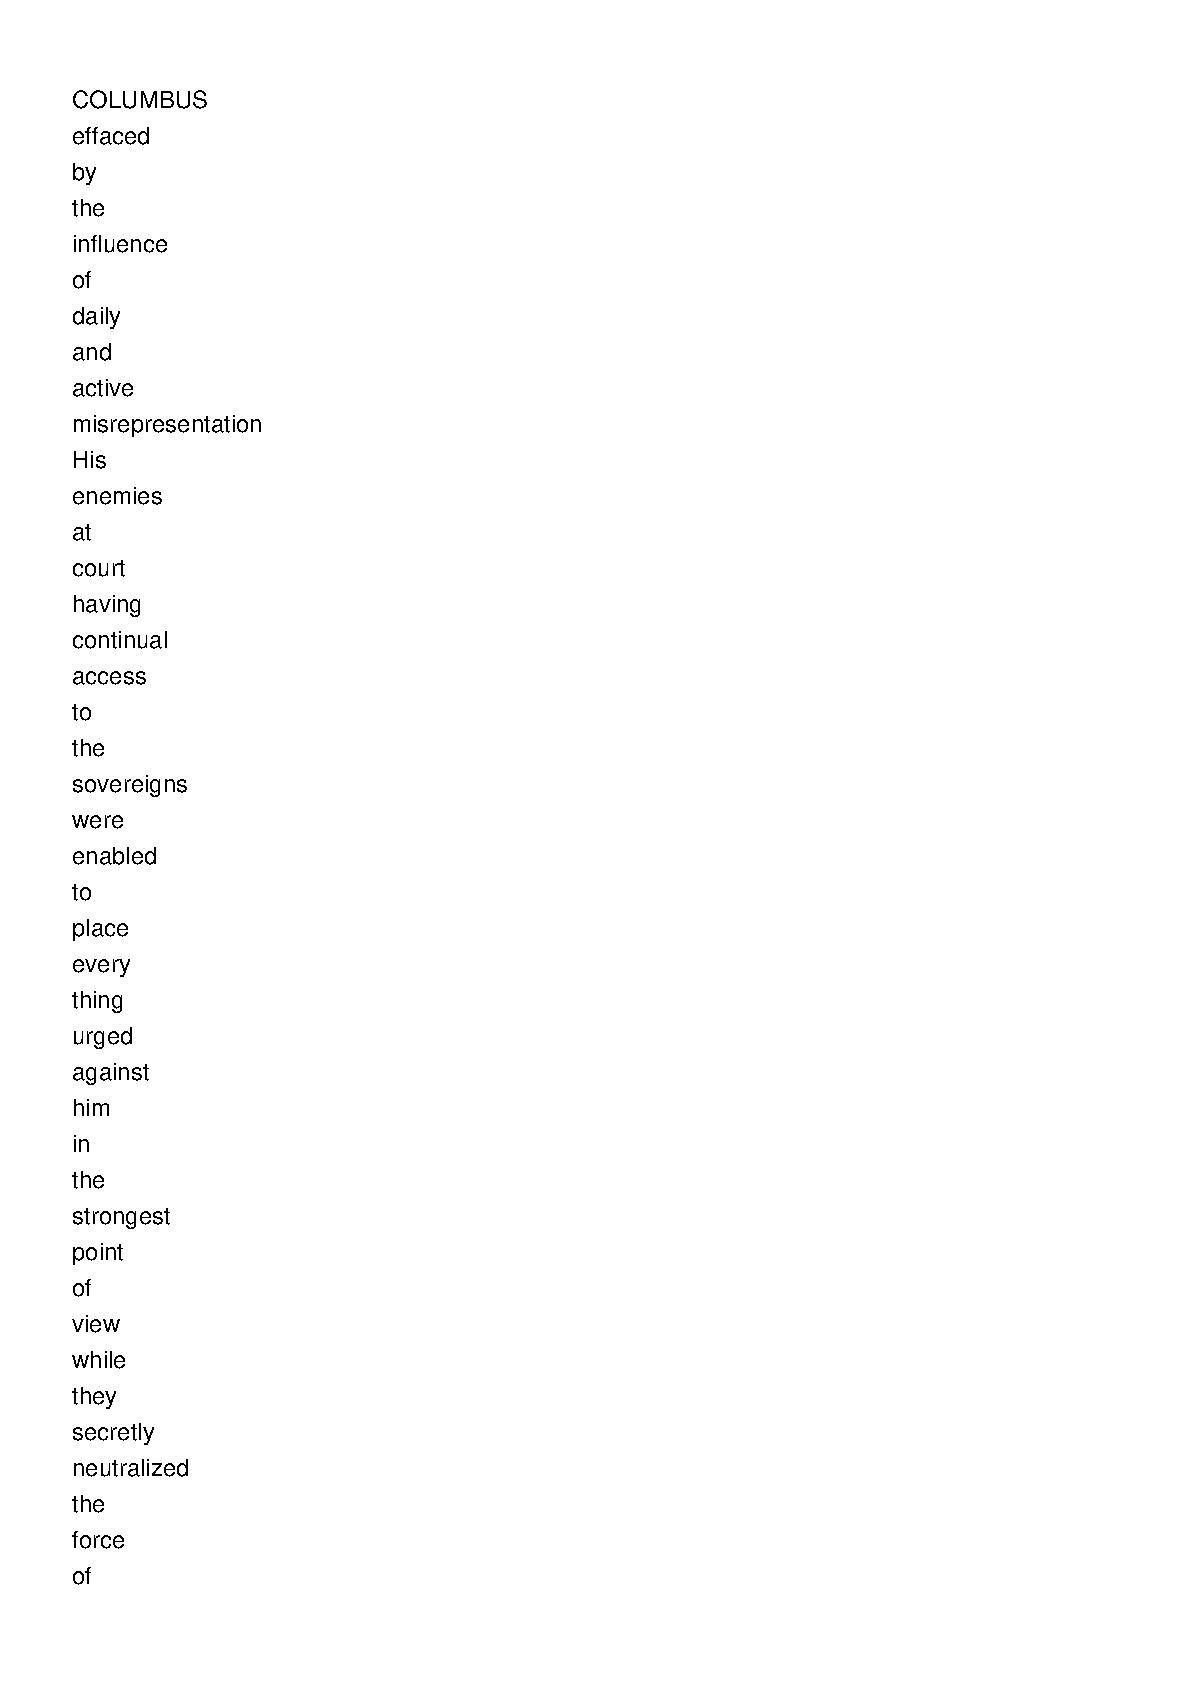 COLUMBUS
effaced
by
the
influence
of
daily
and
active
misrepresentation
His
enemies
at
court
having
continual
access
to
the
sovereigns
were
enabled
to
place
every
thing
urged
against
him
in
the
strongest
point
of
view
while
they
secretly
neutralized
the
force
of